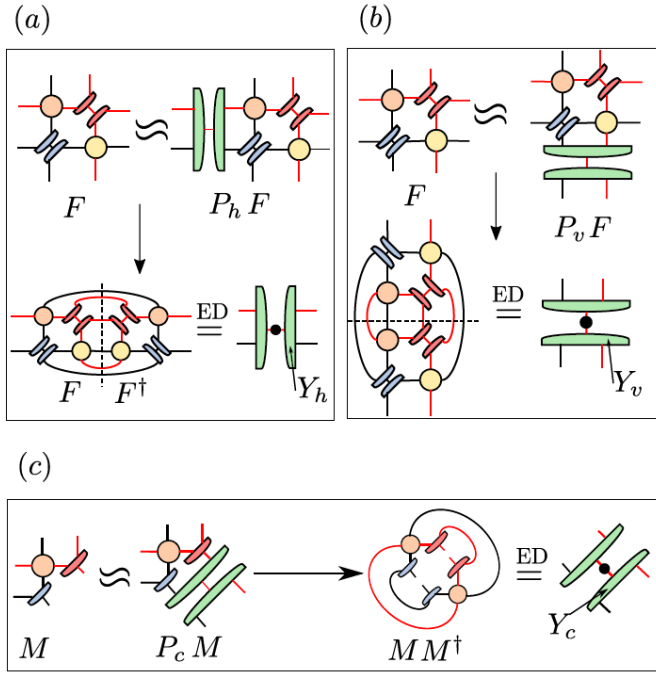 (a)
F
P_h F
F F^†
ED
=
Y_h
(b)
F
P_v F
ED
=
Y_v
(c)
M
P_c M
M M^†
ED
=
Y_c